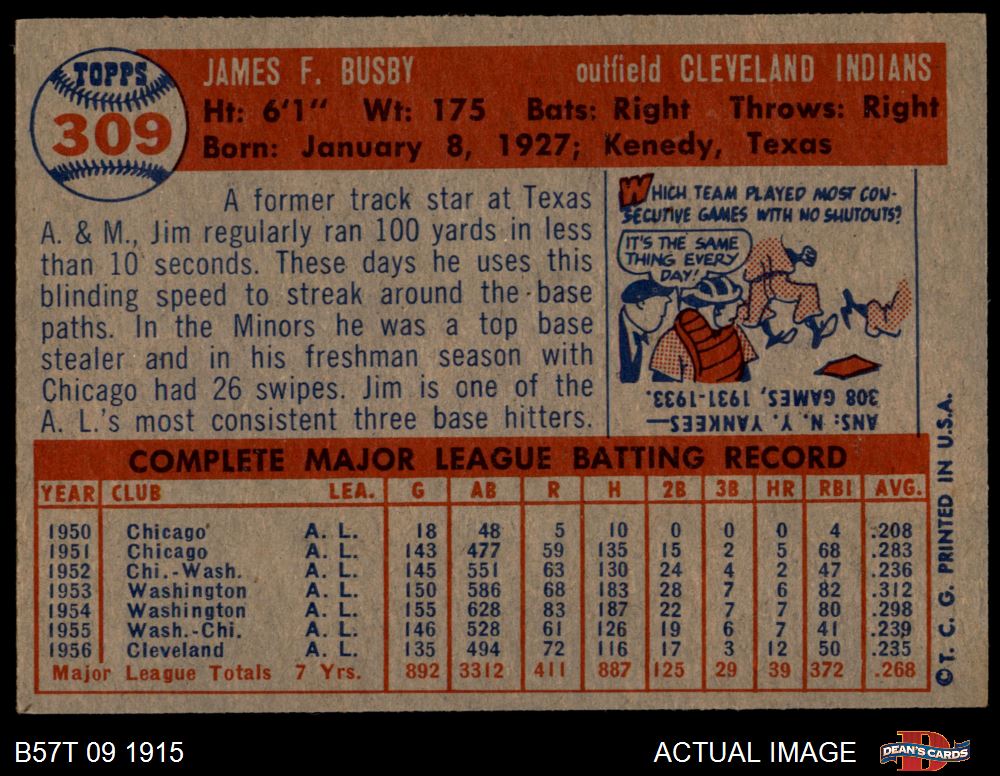 TOPPS
309
JAMES F. BUSBY outfield CLEVELAND INDIANS
Ht: 6'1" Wt: 175 Bats: Right Throws: Right
Born: January 8, 1927; Kenedy, Texas
A former track star at Texas
A. & M., Jim regularly ran 100 yards in less
than 10 seconds. These days he uses this
blinding speed to streak around the base
paths. In the Minors he was a top base
stealer and in his freshman season with
Chicago had 26 swipes. Jim is one of the
A. L.'s most consistent three base hitters.
WHICH TEAM PLAYED MOST CON-
SECUTIVE GAMES WITH NO SHUTOUTS?
IT'S THE SAME
THING EVERY
DAY!
ANS: N. Y. YANKEES—
308 GAMES, 1931-1933.
COMPLETE MAJOR LEAGUE BATTING RECORD
YEAR CLUB LEA. G AB R H 2B 3B HR RBI AVG.
1950 Chicago A. L. 18 48 5 10 0 0 0 4 .208
1951 Chicago A. L. 143 477 59 135 15 2 5 68 .283
1952 Chi.-Wash. A. L. 145 551 63 130 24 4 2 47 .236
1953 Washington A. L. 150 586 68 183 28 7 6 82 .312
1954 Washington A. L. 155 628 83 187 22 7 7 80 .298
1955 Wash.-Chi. A. L. 146 528 61 126 19 6 7 41 .239
1956 Cleveland A. L. 135 494 72 116 17 3 12 50 .235
Major League Totals 7 Yrs. 892 3312 411 887 125 29 39 372 .268
© T. C. G. PRINTED IN U.S.A.
B57T 09 1915
ACTUAL IMAGE
D
DEAN'S CARDS